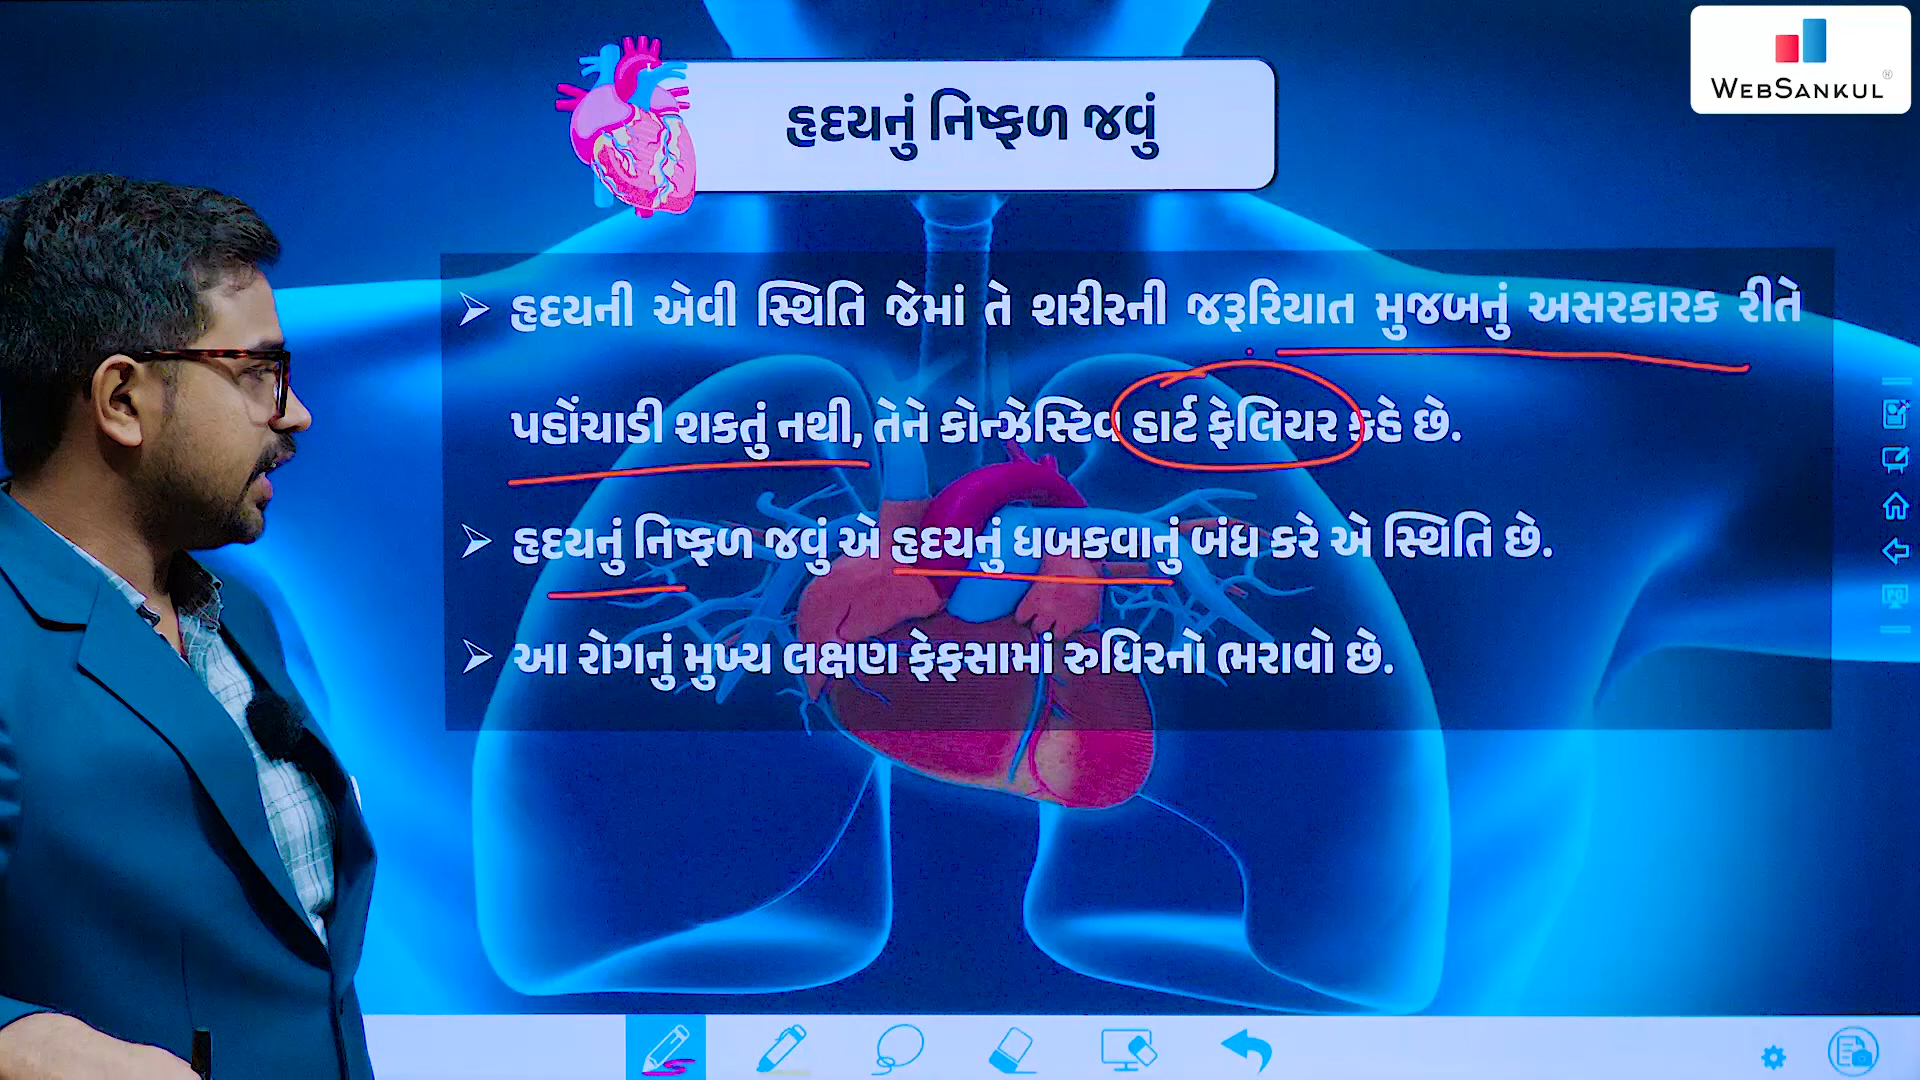 WEBSANKUL
હૃદયનું નિષ્ફળ જવું
હૃદયની એવી સ્થિતિ જેમાં તે શરીરની જરૂરિયાત મુજબનું અસરકારક રીતે
પહોંચાડી શકતું નથી, તેને કોન્ઝેસ્ટિવ હાર્ટ ફેલિયર કહે છે.
હૃદયનું નિષ્ફળ જવું એ હૃદયનું ધબકવાનું બંધ કરે એ સ્થિતિ છે.
આ રોગનું મુખ્ય લક્ષણ ફેફસામાં રુધિરનો ભરાવો છે.